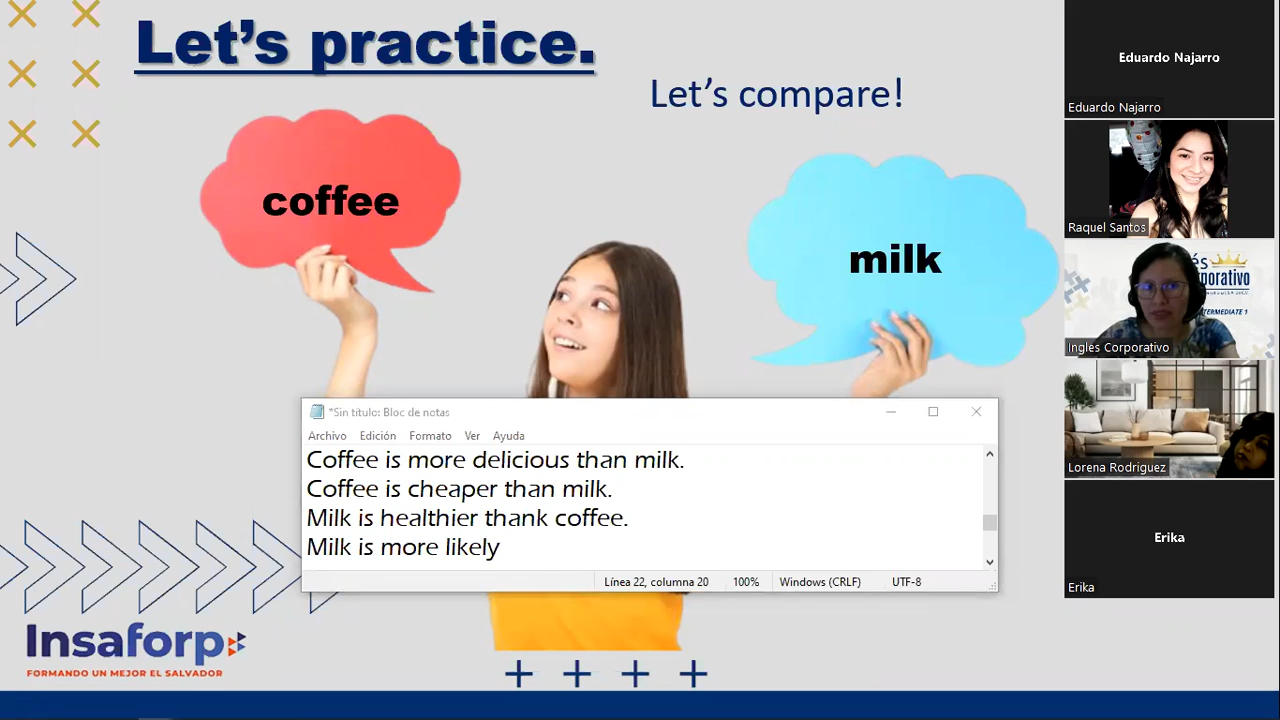 Let's practice.
Let's compare!
coffee
milk
*Sin título: Bloc de notas
Archivo Edición Formato Ver Ayuda
Coffee is more delicious than milk.
Coffee is cheaper than milk.
Milk is healthier thank coffee.
Milk is more likely
Línea 22, columna 20 100% Windows (CRLF) UTF-8
Insaforp
FORMANDO UN MEJOR EL SALVADOR
Eduardo Najarro
Eduardo Najarro
Raquel Santos
Ingles Corporativo
Lorena Rodriguez
Erika
Erika